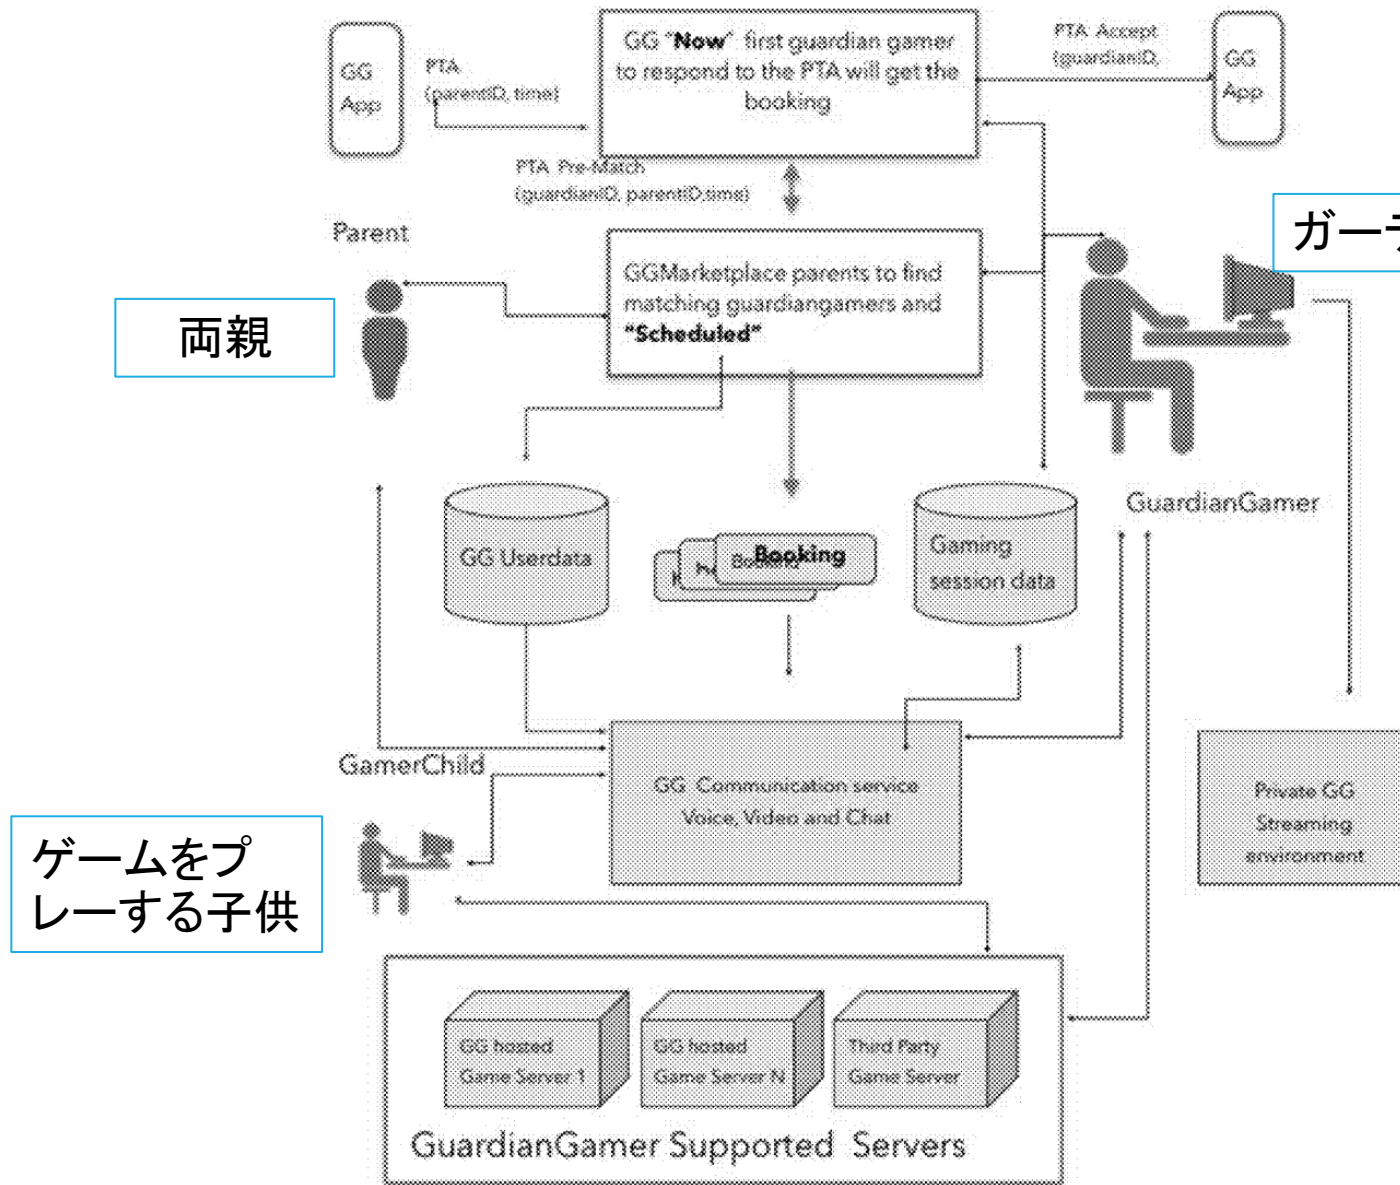 GG
App
PTA
(parentID, time)
GG "Now" first guardian gamer
to respond to the PTA will get the
booking
PTA Accept
(guardianID,
GG
App
PTA Pre-Match
(guardianID, parentID,time)
Parent
両親
GGMarketplace parents to find
matching guardiangamers and
"Scheduled"
ガーデ
GuardianGamer
GG Userdata
Booking
Booking
Gaming
session data
GamerChild
ゲームをプ
レーする子供
GG Communication service
Voice, Video and Chat
Private GG
Streaming
environment
GG hosted
Game Server 1
GG hosted
Game Server N
Third Party
Game Server
GuardianGamer Supported Servers